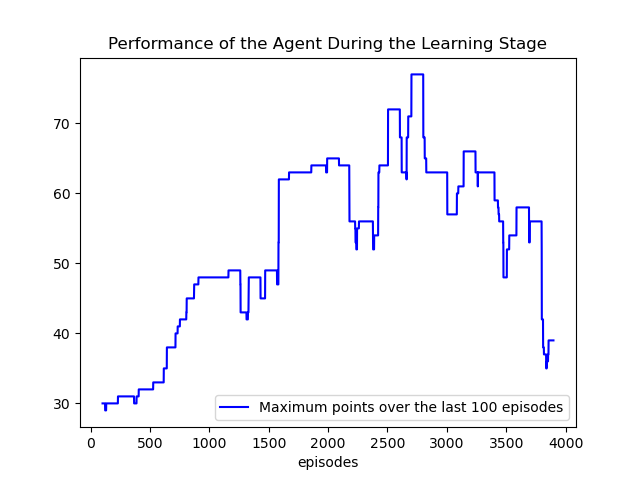 Performance of the Agent During the Learning Stage
70
60
50
40
30
Maximum points over the last 100 episodes
0 500 1000 1500 2000 2500 3000 3500 4000
episodes